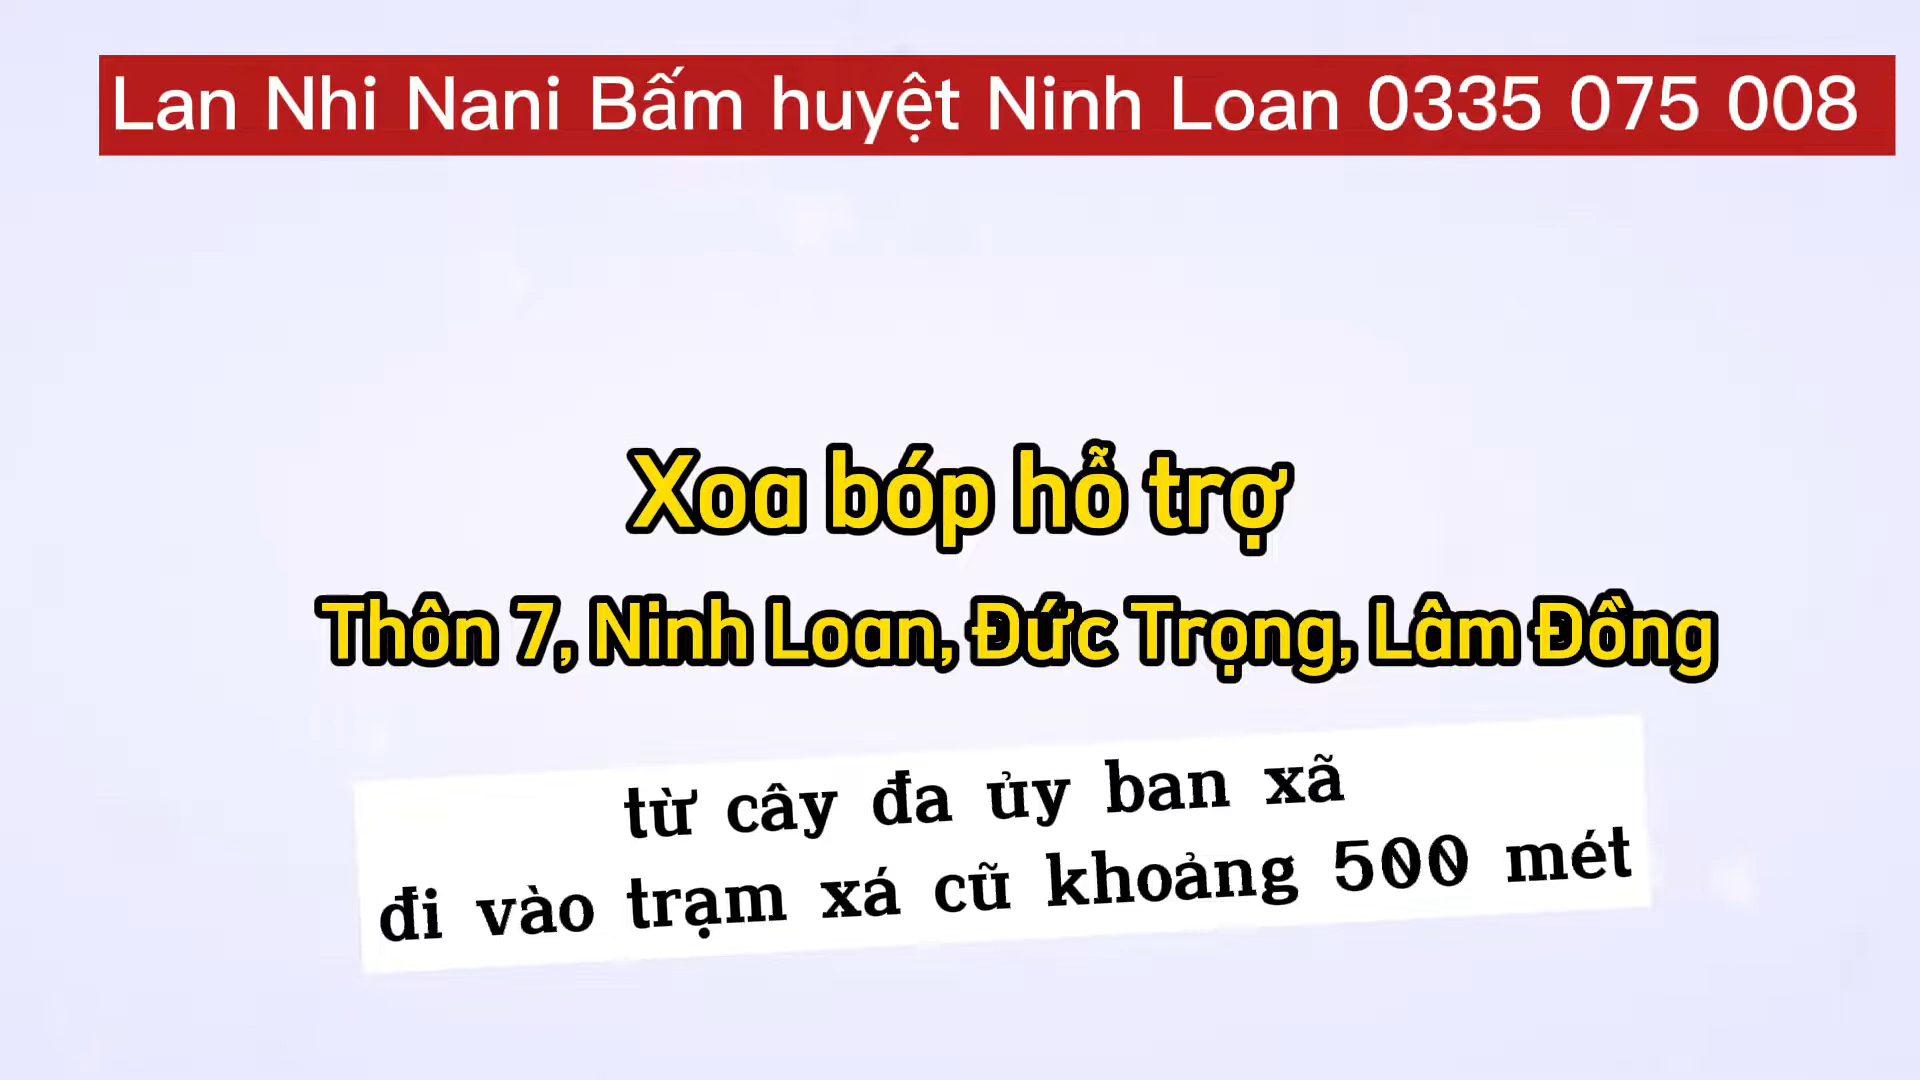 Lan Nhi Nani Bấm huyệt Ninh Loan 0335 075 008
Xoa bóp hỗ trợ
Thôn 7, Ninh Loan, Đức Trọng, Lâm Đồng
từ cây đa ủy ban xã
đi vào trạm xá cũ khoảng 500 mét